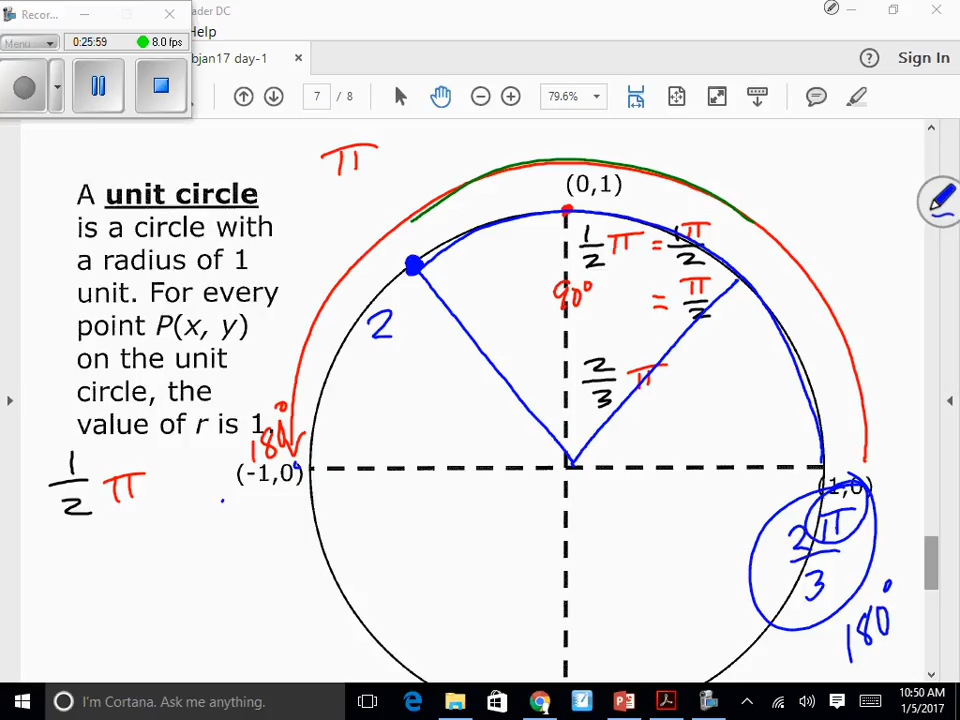 Recor...
ader DC
Menu
0:25:59
8.0 fps
Help
bjan17 day-1
Sign In
7 / 8
79.6%
π
A unit circle
is a circle with
a radius of 1
unit. For every
point P(x, y)
on the unit
circle, the
value of r is 1.
(0,1)
1/2 π = 1π/2
90°
= π/2
2
2/3 π
180°
(-1,0)
(1,0)
1/2 π
2π/3
180°
I'm Cortana. Ask me anything.
10:50 AM
1/5/2017